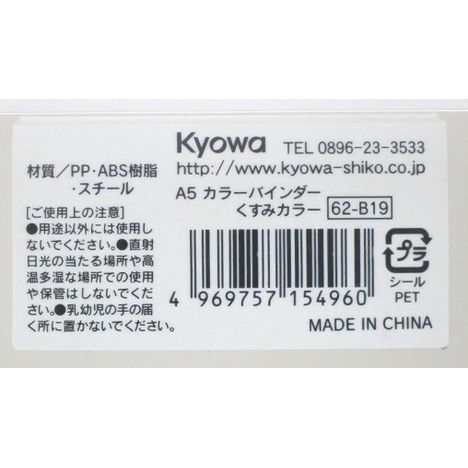 Kyowa TEL 0896-23-3533
http://www.kyowa-shiko.co.jp
材質/PP・ABS樹脂
・スチール
[ご使用上の注意]
●用途以外には使用し
ないでください。●直射
日光の当たる場所や高
温多湿な場所での使用
や保管はしないでくださ
い。●乳幼児の手の届
く所に置かないでください。
A5 カラーバインダー
くすみカラー 62-B19
4 969757 154960
プラ
シール
PET
MADE IN CHINA